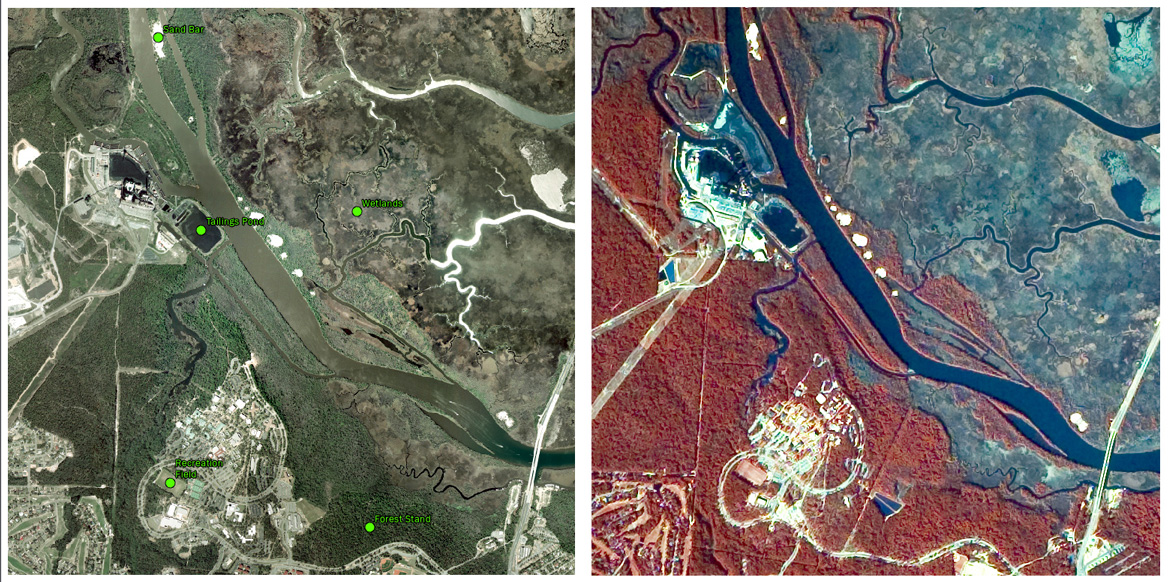 Sand Bar
Wetlands
Tailings Pond
Recreation
Field
Forest Stand